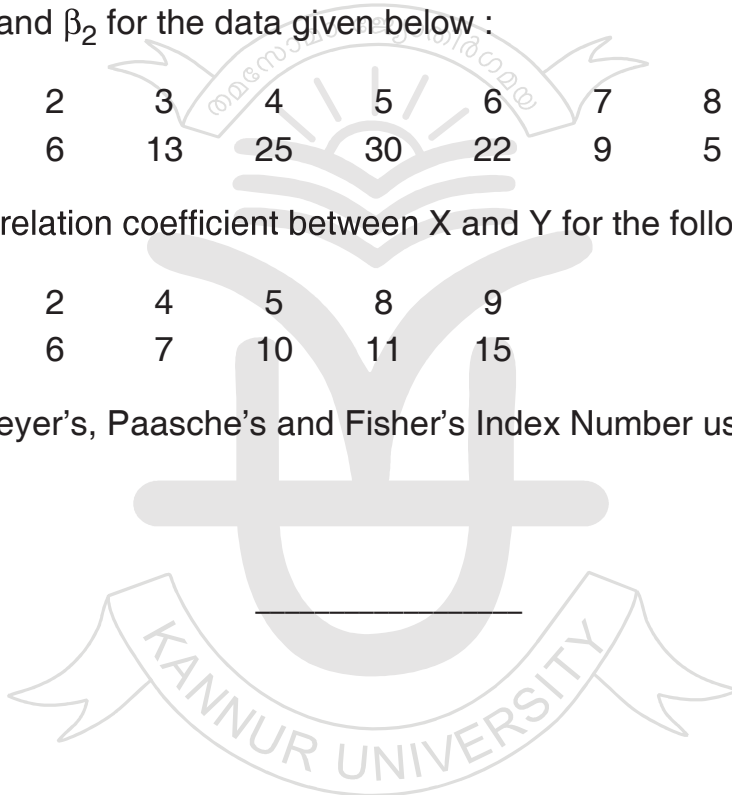 and β₂ for the data given below :
2 3 4 5 6 7 8
6 13 25 30 22 9 5
relation coefficient between X and Y for the follo
2 4 5 8 9
6 7 10 11 15
eyer's, Paasche's and Fisher's Index Number us
KANNUR UNIVERSITY